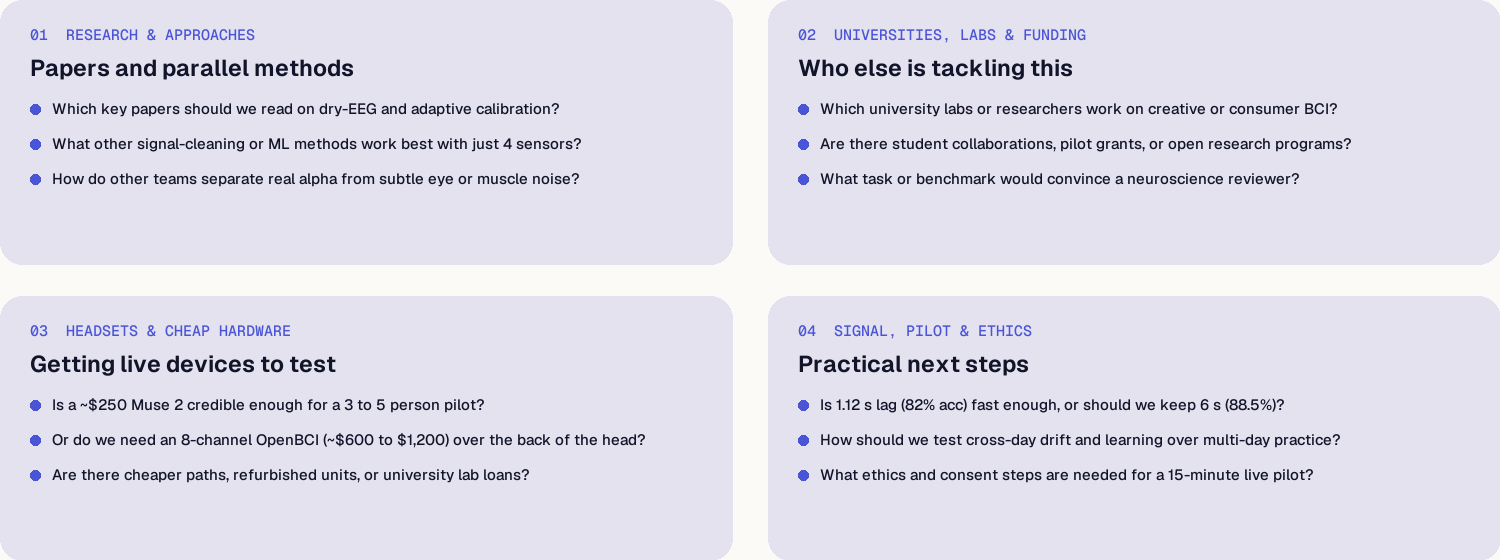 01 RESEARCH & APPROACHES
Papers and parallel methods
Which key papers should we read on dry-EEG and adaptive calibration?
What other signal-cleaning or ML methods work best with just 4 sensors?
How do other teams separate real alpha from subtle eye or muscle noise?
02 UNIVERSITIES, LABS & FUNDING
Who else is tackling this
Which university labs or researchers work on creative or consumer BCI?
Are there student collaborations, pilot grants, or open research programs?
What task or benchmark would convince a neuroscience reviewer?
03 HEADSETS & CHEAP HARDWARE
Getting live devices to test
Is a ~$250 Muse 2 credible enough for a 3 to 5 person pilot?
Or do we need an 8-channel OpenBCI (~$600 to $1,200) over the back of the head?
Are there cheaper paths, refurbished units, or university lab loans?
04 SIGNAL, PILOT & ETHICS
Practical next steps
Is 1.12 s lag (82% acc) fast enough, or should we keep 6 s (88.5%)?
How should we test cross-day drift and learning over multi-day practice?
What ethics and consent steps are needed for a 15-minute live pilot?